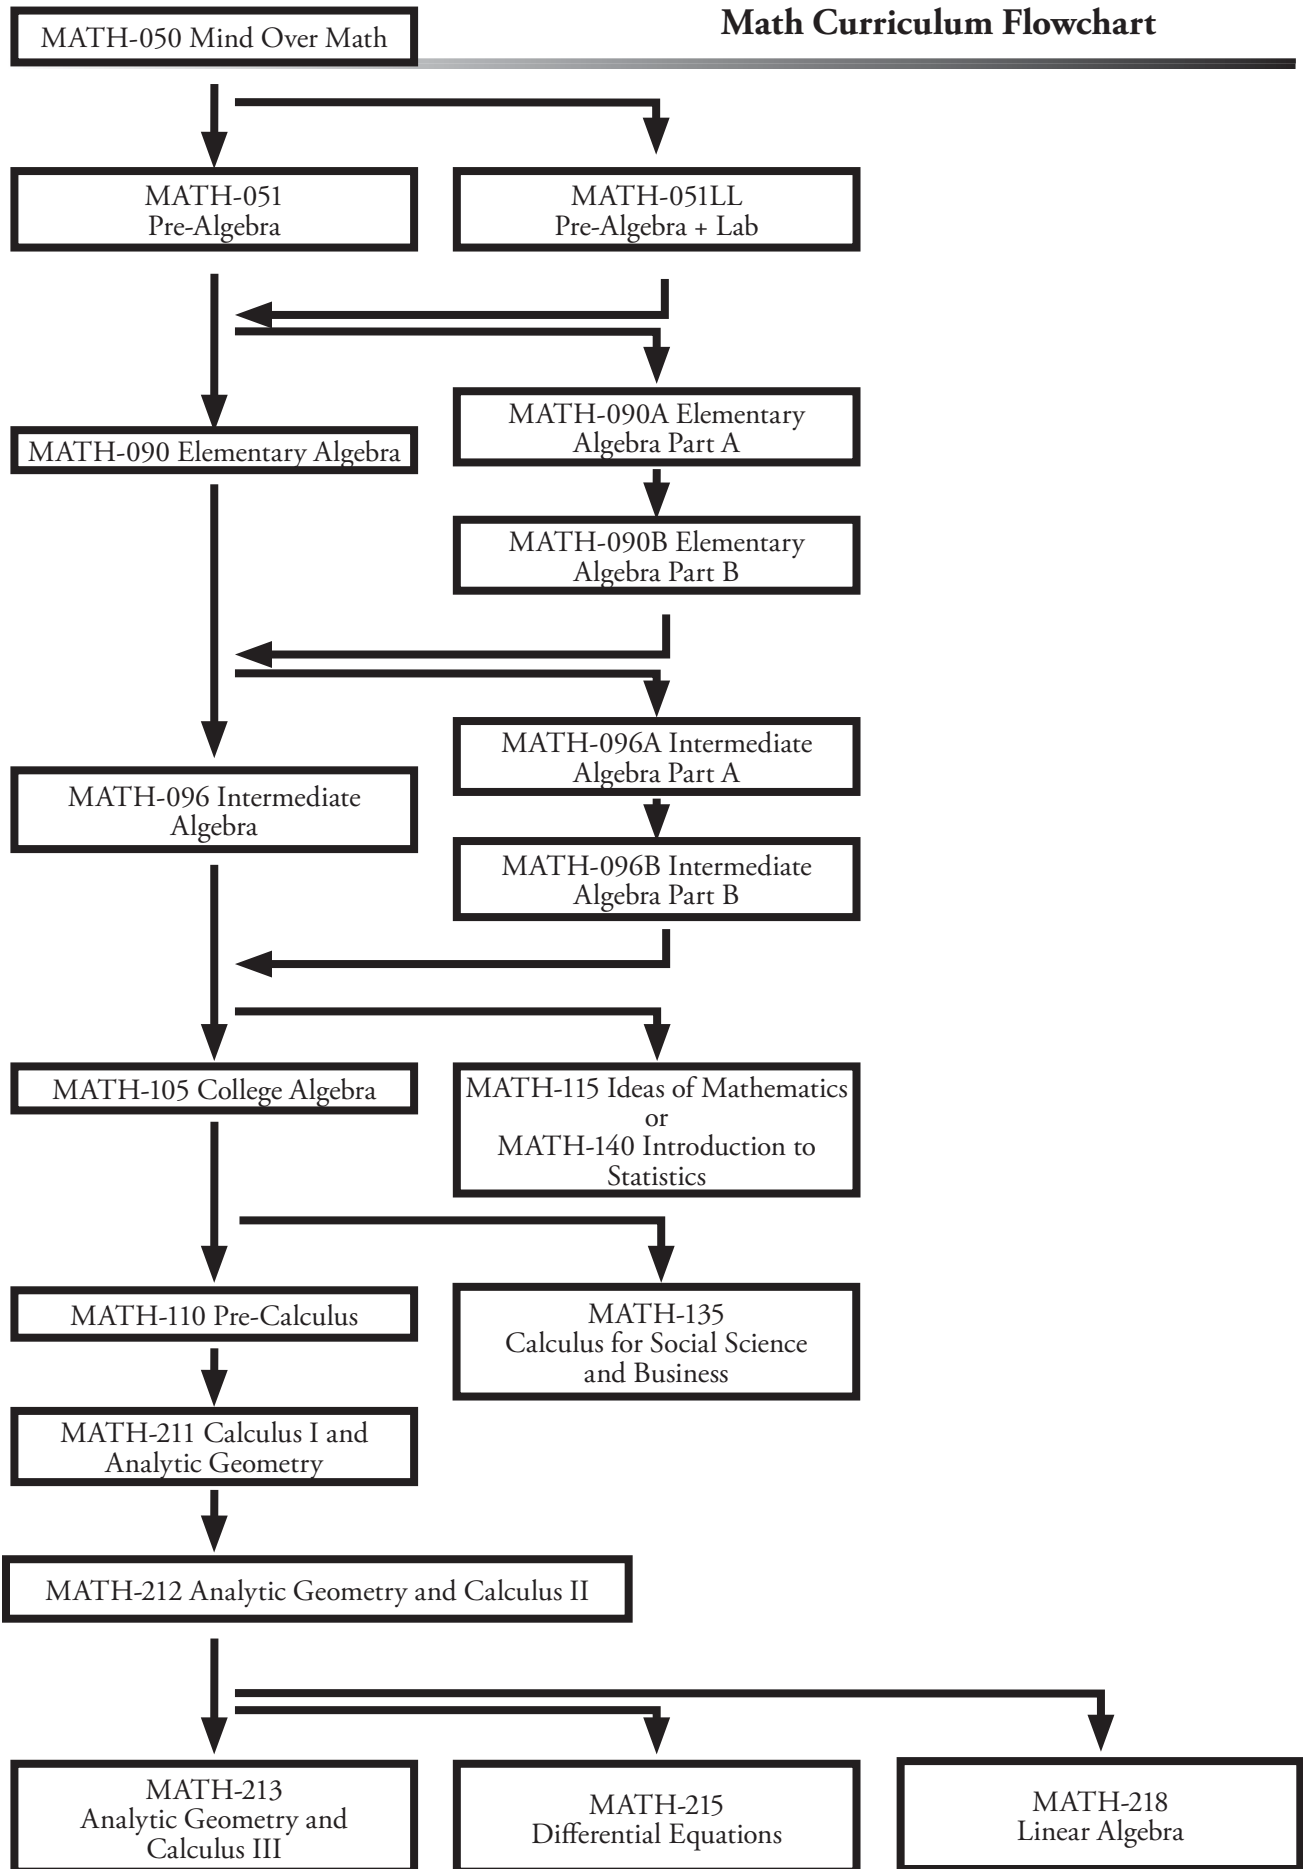 MATH-050 Mind Over Math
Math Curriculum Flowchart
MATH-051
Pre-Algebra
MATH-051LL
Pre-Algebra + Lab
MATH-090A Elementary
Algebra Part A
MATH-090 Elementary Algebra
MATH-090B Elementary
Algebra Part B
MATH-096A Intermediate
Algebra Part A
MATH-096 Intermediate
Algebra
MATH-096B Intermediate
Algebra Part B
MATH-105 College Algebra
MATH-115 Ideas of Mathematics
or
MATH-140 Introduction to
Statistics
MATH-110 Pre-Calculus
MATH-135
Calculus for Social Science
and Business
MATH-211 Calculus I and
Analytic Geometry
MATH-212 Analytic Geometry and Calculus II
MATH-213
Analytic Geometry and
Calculus III
MATH-215
Differential Equations
MATH-218
Linear Algebra